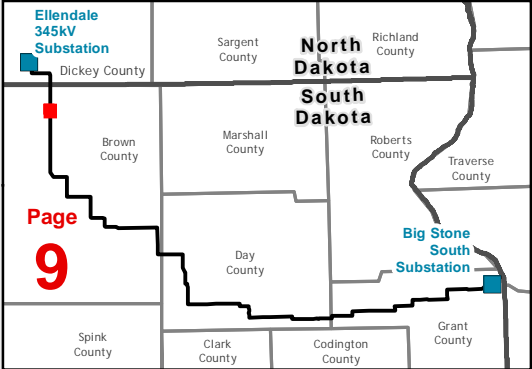 Ellendale
345kV
Substation
Dickey County
Sargent
County
North
Dakota
Richland
County
South
Dakota
Brown
County
Marshall
County
Roberts
County
Traverse
County
Page
9
Big Stone
South
Substation
Day
County
Spink
County
Clark
County
Codington
County
Grant
County